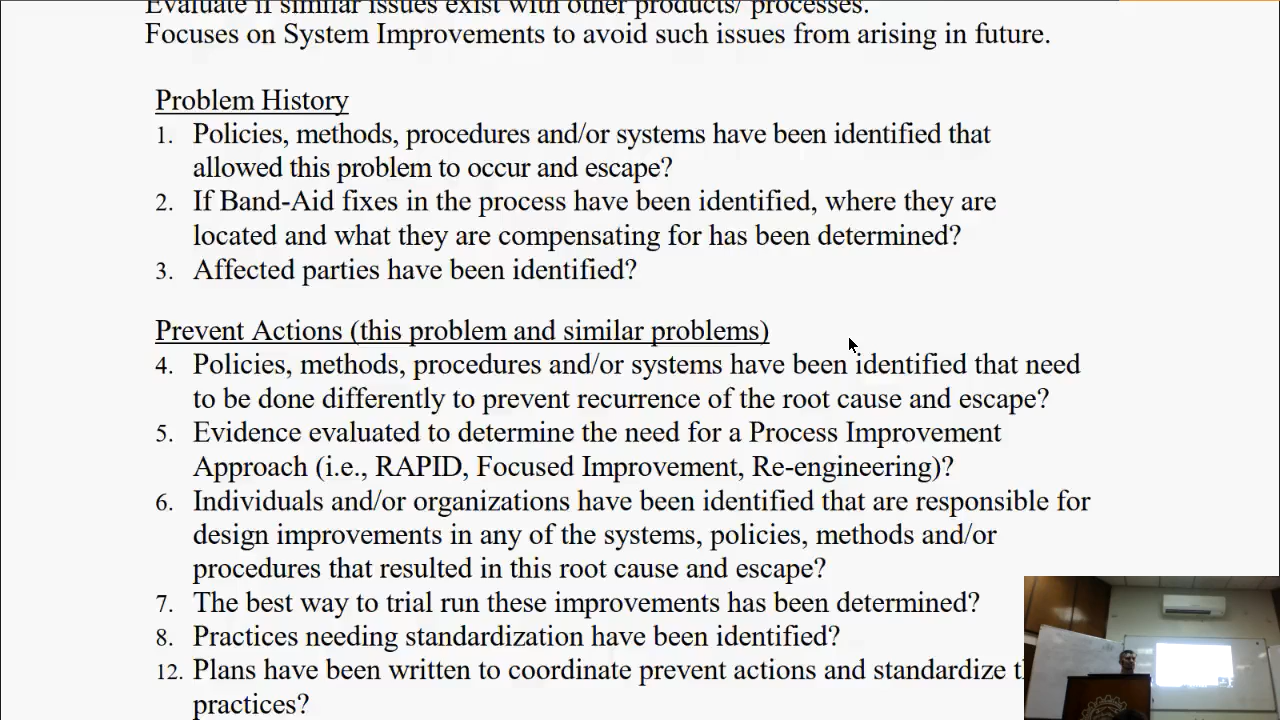 Evaluate if similar issues exist with other products/ processes.
Focuses on System Improvements to avoid such issues from arising in future.
Problem History
1. Policies, methods, procedures and/or systems have been identified that
allowed this problem to occur and escape?
2. If Band-Aid fixes in the process have been identified, where they are
located and what they are compensating for has been determined?
3. Affected parties have been identified?
Prevent Actions (this problem and similar problems)
4. Policies, methods, procedures and/or systems have been identified that need
to be done differently to prevent recurrence of the root cause and escape?
5. Evidence evaluated to determine the need for a Process Improvement
Approach (i.e., RAPID, Focused Improvement, Re-engineering)?
6. Individuals and/or organizations have been identified that are responsible for
design improvements in any of the systems, policies, methods and/or
procedures that resulted in this root cause and escape?
7. The best way to trial run these improvements has been determined?
8. Practices needing standardization have been identified?
12. Plans have been written to coordinate prevent actions and standardize
practices?